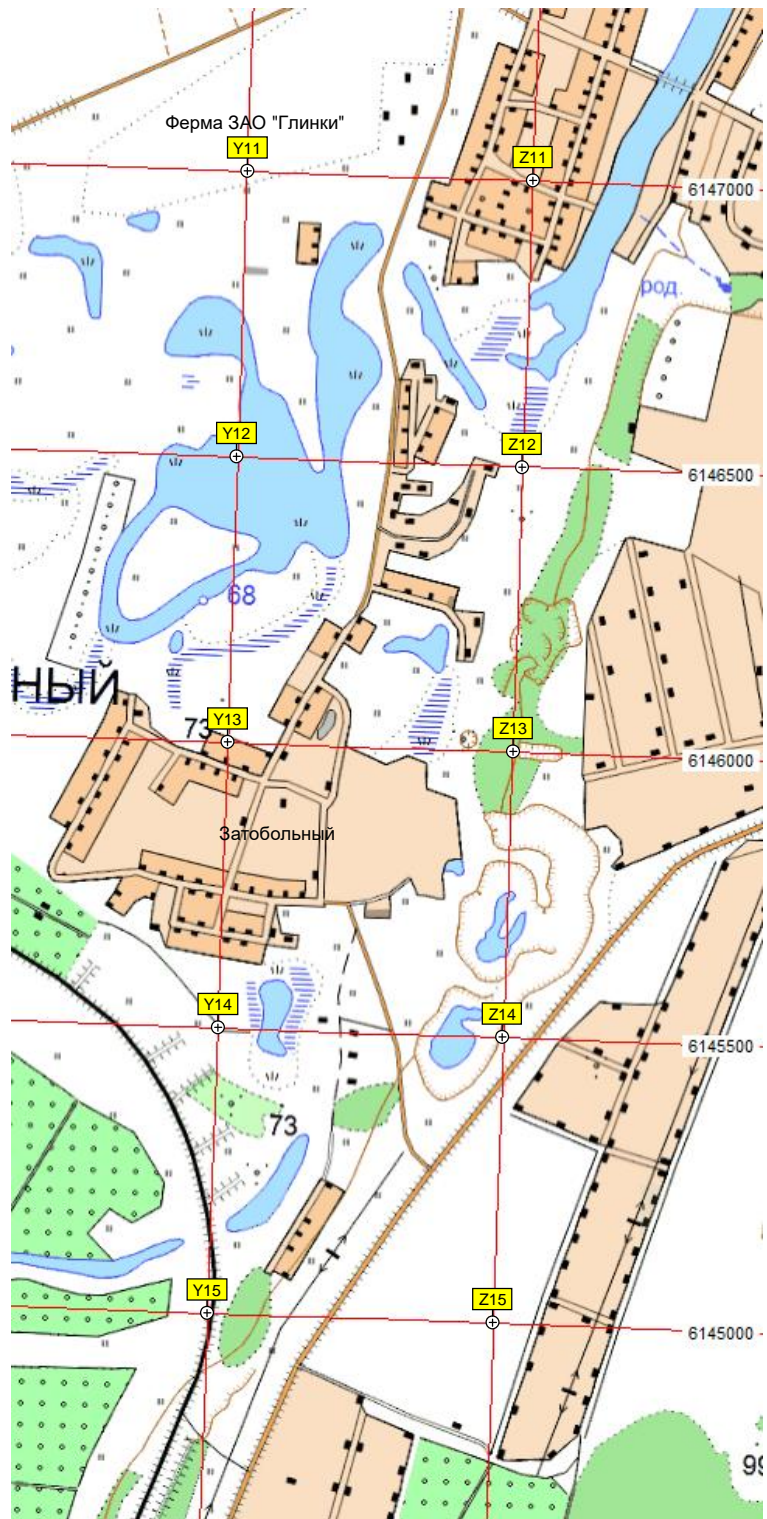 Ферма ЗАО "Глинки"
Y11
Z11
6147000
род.
Y12
Z12
6146500
68
НЫЙ
73
Y13
Z13
6146000
Затобольный
Y14
Z14
6145500
73
Y15
Z15
6145000
99